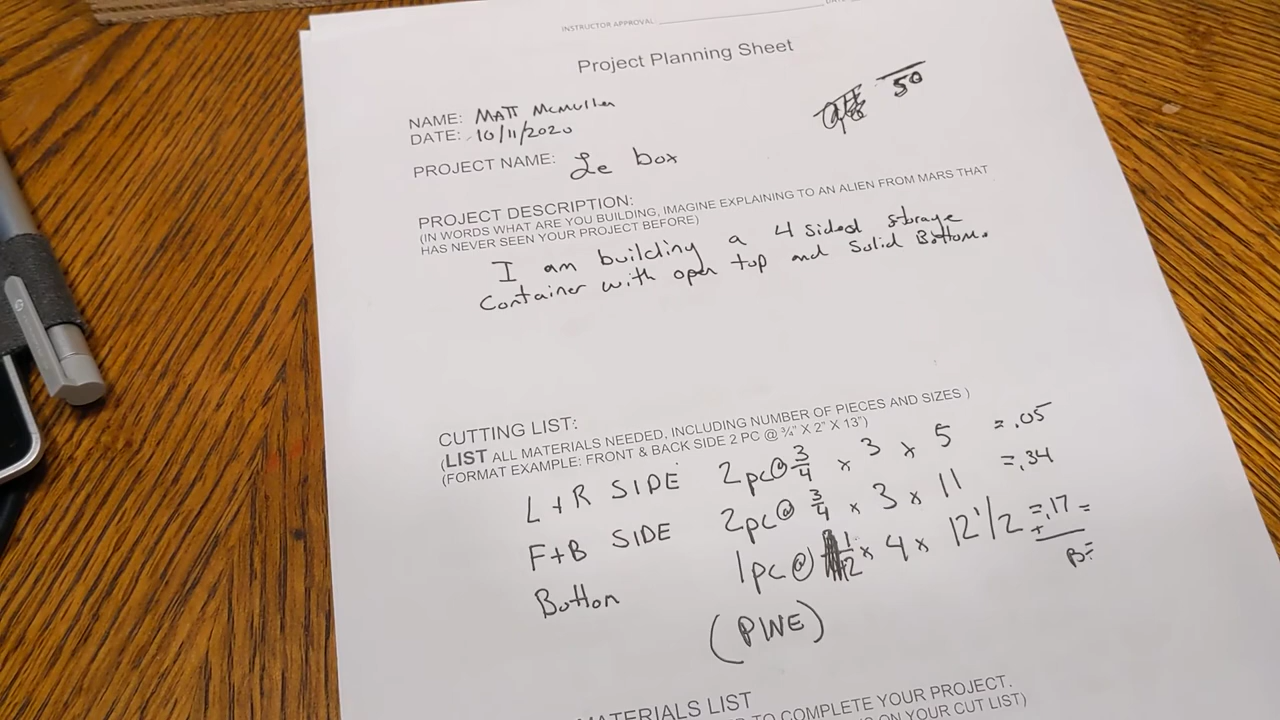 INSTRUCTOR APPROVAL
Project Planning Sheet
50
NAME: MATT McMullen
DATE: 10/11/2020
PROJECT NAME: Le box
PROJECT DESCRIPTION:
(IN WORDS WHAT ARE YOU BUILDING, IMAGINE EXPLAINING TO AN ALIEN FROM MARS THAT
HAS NEVER SEEN YOUR PROJECT BEFORE)
I am building a 4 sided storage
Container with open top and Solid Bottom.
CUTTING LIST:
(LIST ALL MATERIALS NEEDED, INCLUDING NUMBER OF PIECES AND SIZES )
(FORMAT EXAMPLE: FRONT & BACK SIDE 2 PC @ ¾" X 2" X 13")
L + R SIDE 2pc@ 3/4 x 3 x 5 = .05
F + B SIDE 2pc@ 3/4 x 3 x 11 = .34
Button 1pc@ 1/2 x 4 x 12 1/2 = .17 =
+
B=
(PINE)
MATERIALS LIST
TO COMPLETE YOUR PROJECT.
ON YOUR CUT LIST)